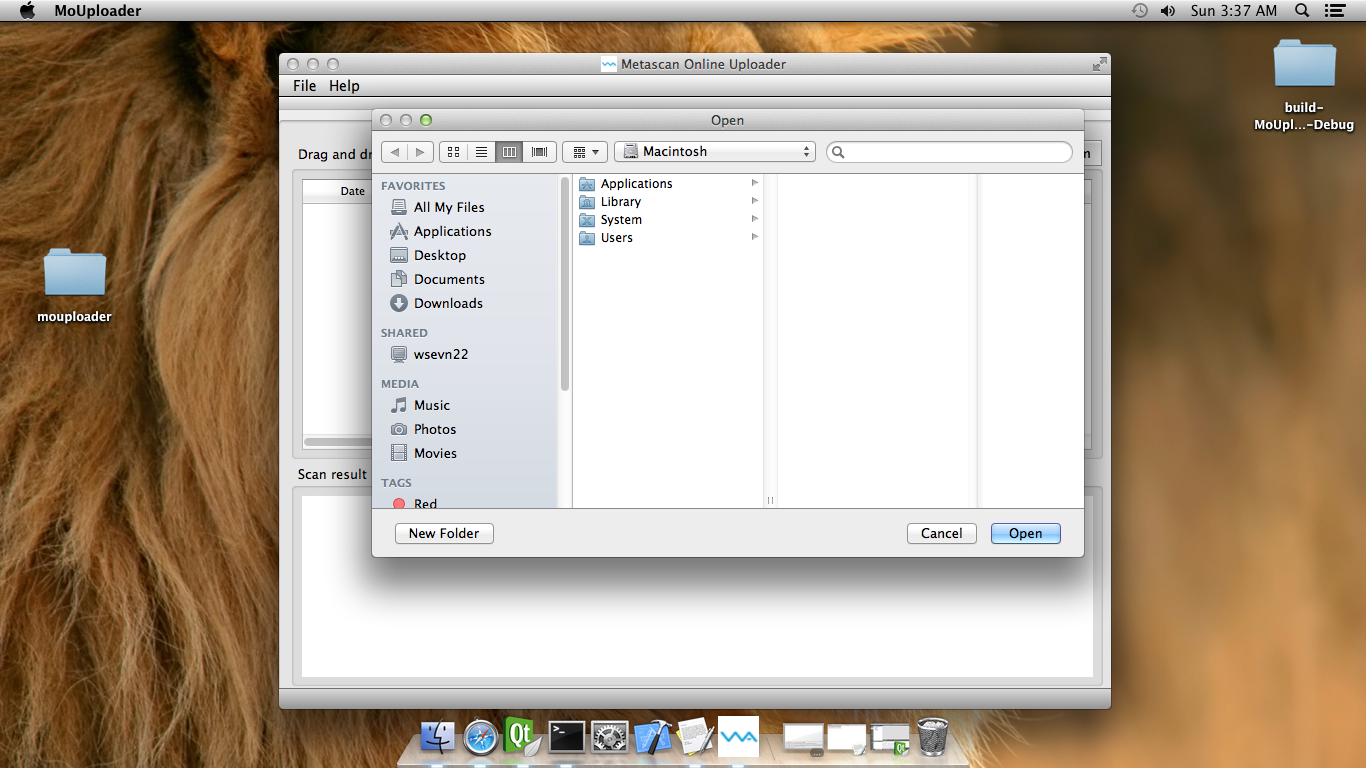 MoUploader
Sun 3:37 AM
Metascan Online Uploader
File Help
build-
MoUpl...-Debug
Open
Macintosh
Drag and dr
Date
FAVORITES
All My Files
Applications
Desktop
Documents
Downloads
SHARED
wsevn22
MEDIA
Music
Photos
Movies
TAGS
Red
Applications
Library
System
Users
New Folder
Cancel
Open
Scan result
mouploader
Qt